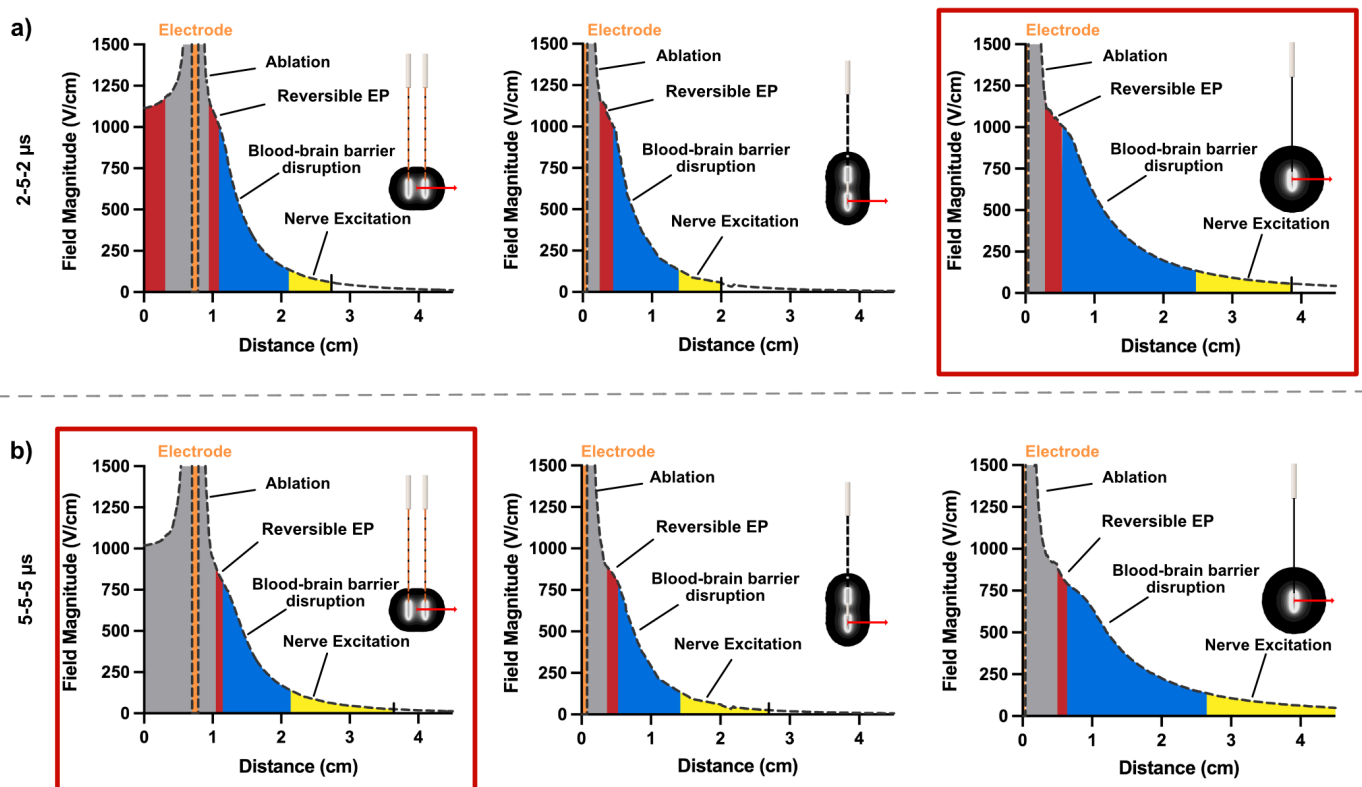 a)
2-5-2 µs
Electrode
Field Magnitude (V/cm)
1500
1250
1000
750
500
250
0
Ablation
Reversible EP
Blood-brain barrier
disruption
Nerve Excitation
0 1 2 3 4
Distance (cm)
Electrode
Field Magnitude (V/cm)
1500
1250
1000
750
500
250
0
Ablation
Reversible EP
Blood-brain barrier
disruption
Nerve Excitation
0 1 2 3 4
Distance (cm)
Electrode
Field Magnitude (V/cm)
1500
1250
1000
750
500
250
0
Ablation
Reversible EP
Blood-brain barrier
disruption
Nerve Excitation
0 1 2 3 4
Distance (cm)
b)
5-5-5 µs
Electrode
Field Magnitude (V/cm)
1500
1250
1000
750
500
250
0
Ablation
Reversible EP
Blood-brain barrier
disruption
Nerve Excitation
0 1 2 3 4
Distance (cm)
Electrode
Field Magnitude (V/cm)
1500
1250
1000
750
500
250
0
Ablation
Reversible EP
Blood-brain barrier
disruption
Nerve Excitation
0 1 2 3 4
Distance (cm)
Electrode
Field Magnitude (V/cm)
1500
1250
1000
750
500
250
0
Ablation
Reversible EP
Blood-brain barrier
disruption
Nerve Excitation
0 1 2 3 4
Distance (cm)